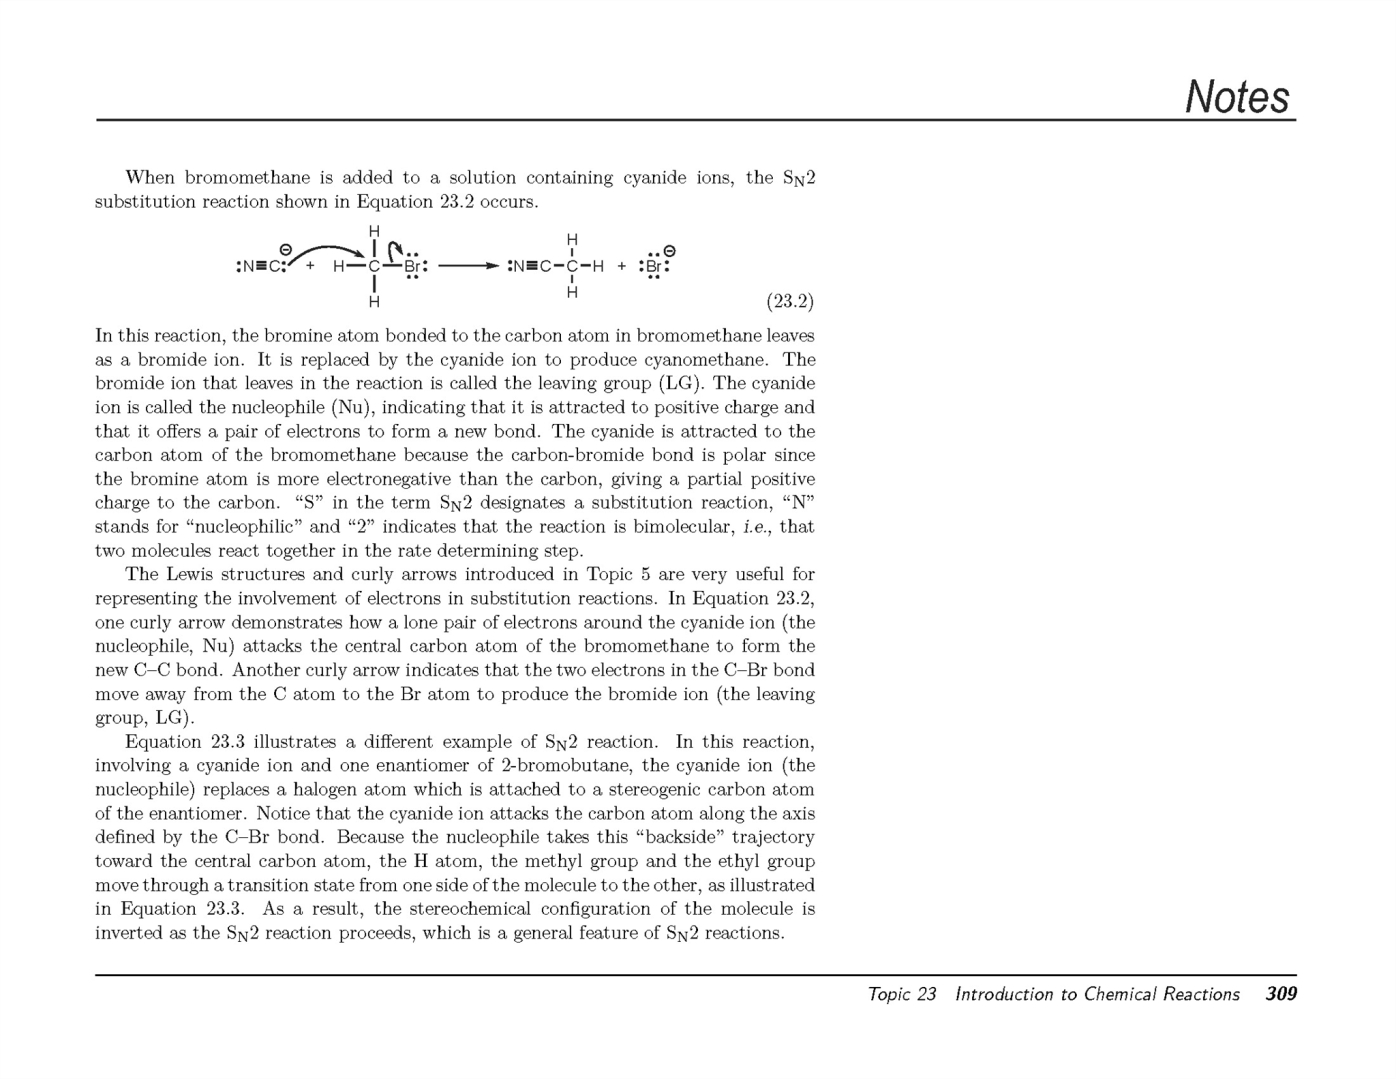 Notes
When bromomethane is added to a solution containing cyanide ions, the SN2
substitution reaction shown in Equation 23.2 occurs.
H
H
:N≡C:⊖ + H—C—Br: → :N≡C–C–H + :Br:⊖
H
H
(23.2)
In this reaction, the bromine atom bonded to the carbon atom in bromomethane leaves
as a bromide ion. It is replaced by the cyanide ion to produce cyanomethane. The
bromide ion that leaves in the reaction is called the leaving group (LG). The cyanide
ion is called the nucleophile (Nu), indicating that it is attracted to positive charge and
that it offers a pair of electrons to form a new bond. The cyanide is attracted to the
carbon atom of the bromomethane because the carbon-bromide bond is polar since
the bromine atom is more electronegative than the carbon, giving a partial positive
charge to the carbon. “S” in the term SN2 designates a substitution reaction, “N”
stands for “nucleophilic” and “2” indicates that the reaction is bimolecular, i.e., that
two molecules react together in the rate determining step.
The Lewis structures and curly arrows introduced in Topic 5 are very useful for
representing the involvement of electrons in substitution reactions. In Equation 23.2,
one curly arrow demonstrates how a lone pair of electrons around the cyanide ion (the
nucleophile, Nu) attacks the central carbon atom of the bromomethane to form the
new C–C bond. Another curly arrow indicates that the two electrons in the C–Br bond
move away from the C atom to the Br atom to produce the bromide ion (the leaving
group, LG).
Equation 23.3 illustrates a different example of SN2 reaction. In this reaction,
involving a cyanide ion and one enantiomer of 2-bromobutane, the cyanide ion (the
nucleophile) replaces a halogen atom which is attached to a stereogenic carbon atom
of the enantiomer. Notice that the cyanide ion attacks the carbon atom along the axis
defined by the C–Br bond. Because the nucleophile takes this “backside” trajectory
toward the central carbon atom, the H atom, the methyl group and the ethyl group
move through a transition state from one side of the molecule to the other, as illustrated
in Equation 23.3. As a result, the stereochemical configuration of the molecule is
inverted as the SN2 reaction proceeds, which is a general feature of SN2 reactions.
Topic 23 Introduction to Chemical Reactions 309